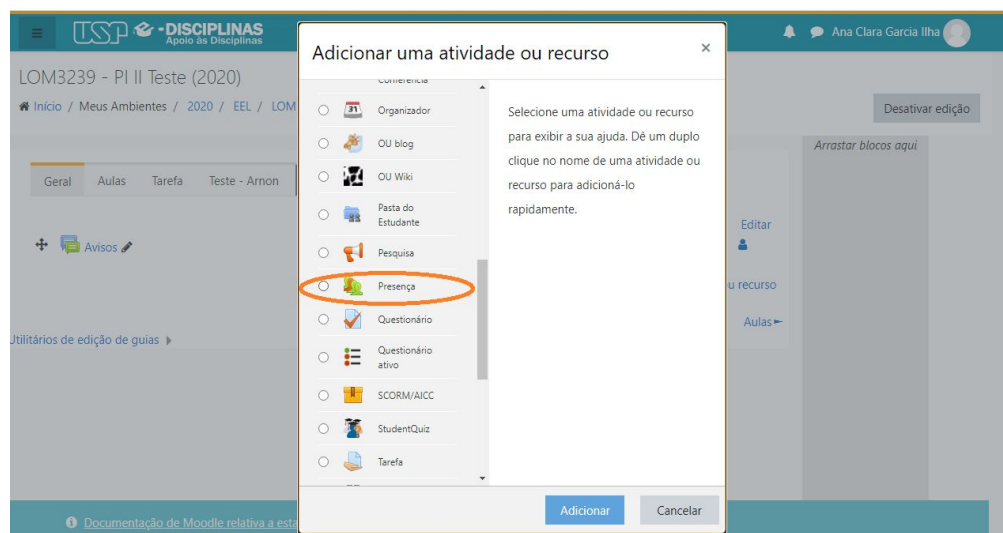 USP e-DISCIPLINAS
Apoio às Disciplinas
Ana Clara Garcia Ilha
LOM3239 - PI II Teste (2020)
Início / Meus Ambientes / 2020 / EEL / LOM
Desativar edição
Arrastar blocos aqui
Geral Aulas Tarefa Teste - Arnon
Avisos
Editar
u recurso
Aulas
Utilitários de edição de guias
Documentação de Moodle relativa a esta
Adicionar uma atividade ou recurso ×
Conferência
Organizador
OU blog
OU Wiki
Pasta do
Estudante
Pesquisa
Presença
Questionário
Questionário
ativo
SCORM/AICC
StudentQuiz
Tarefa
Selecione uma atividade ou recurso
para exibir a sua ajuda. Dê um duplo
clique no nome de uma atividade ou
recurso para adicioná-lo
rapidamente.
Adicionar Cancelar